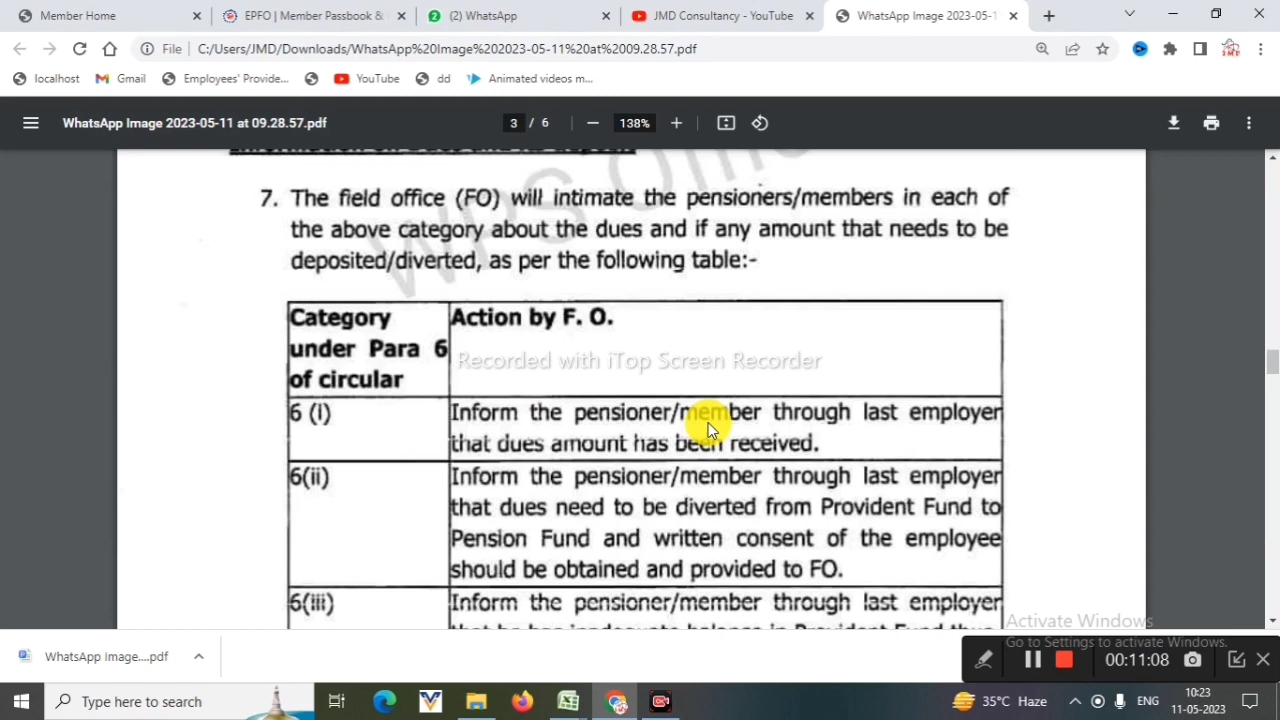 Member Home
EPFO | Member Passbook &
2 (2) WhatsApp
JMD Consultancy - YouTube
WhatsApp Image 2023-05-1
File C:/Users/JMD/Downloads/WhatsApp%20Image%202023-05-11%20at%2009.28.57.pdf
localhost Gmail Employees' Provide... YouTube dd Animated videos m...
WhatsApp Image 2023-05-11 at 09.28.57.pdf 3 / 6 138%
WPS Office
7. The field office (FO) will intimate the pensioners/members in each of
the above category about the dues and if any amount that needs to be
deposited/diverted, as per the following table:-
Category
under Para 6
of circular
Action by F. O.
Recorded with iTop Screen Recorder
6 (i)
Inform the pensioner/member through last employer
that dues amount has been received.
6(ii)
Inform the pensioner/member through last employer
that dues need to be diverted from Provident Fund to
Pension Fund and written consent of the employee
should be obtained and provided to FO.
6(iii)
Inform the pensioner/member through last employer
Activate Windows
Go to Settings to activate Windows.
WhatsApp Image....pdf
00:11:08
Type here to search
35°C Haze
ENG
10:23
11-05-2023